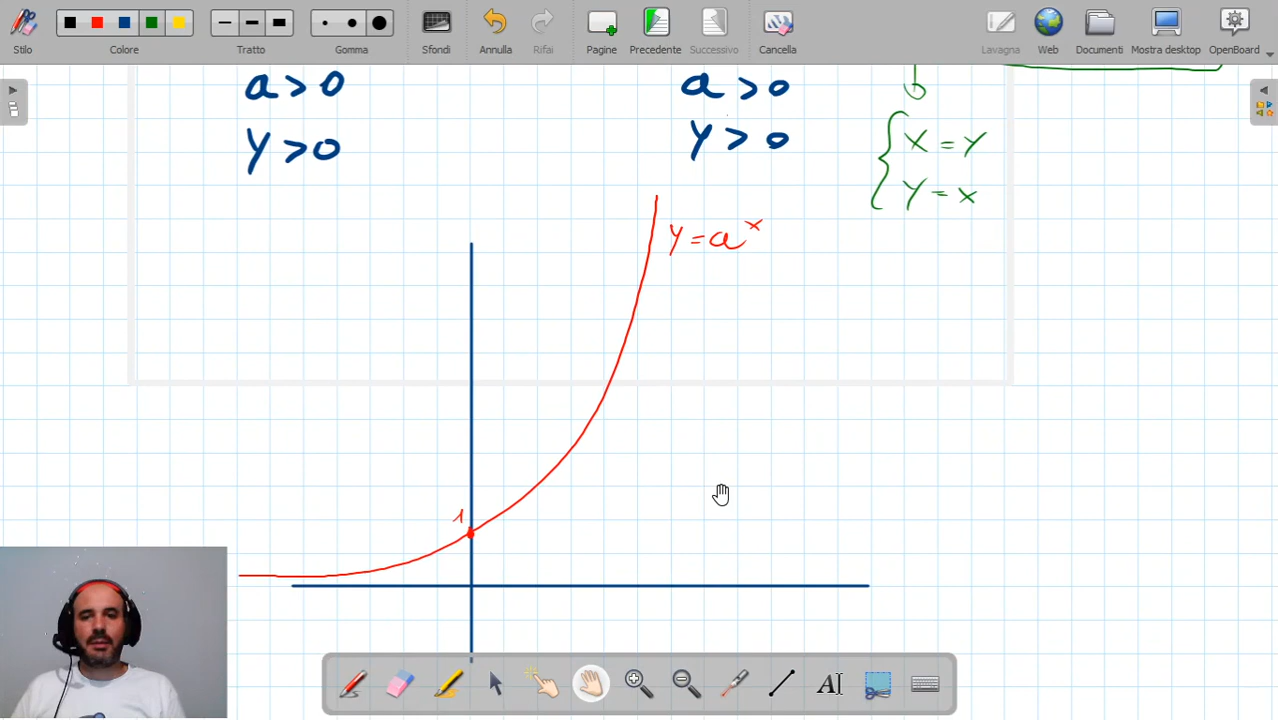 Stilo Colore Tratto Gomma Sfondi Annulla Rifai Pagine Precedente Successivo Cancella Lavagna Web Documenti Mostra desktop OpenBoard
a > 0
y > 0
a > 0
y > 0
X = Y
Y = x
y = a^x
1
A